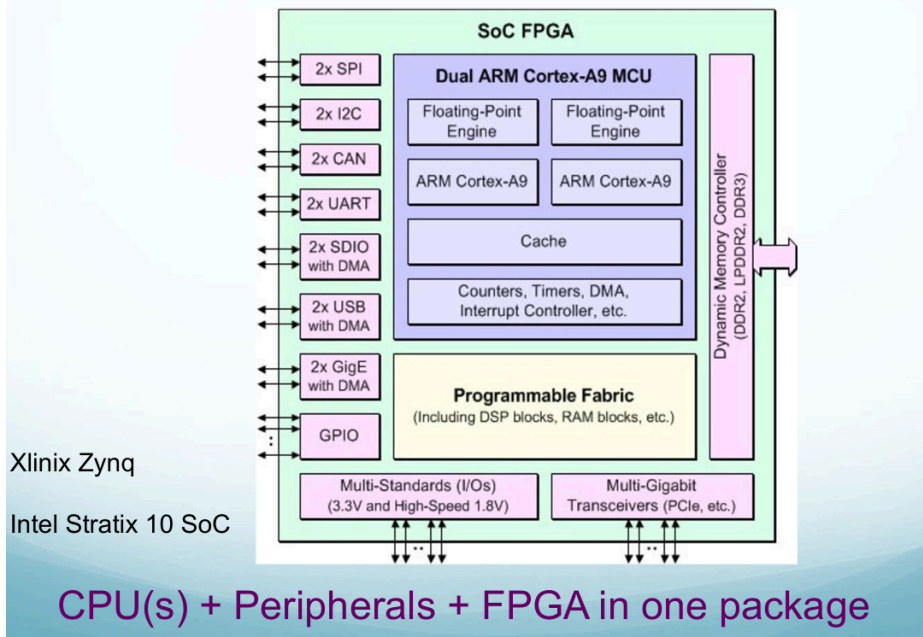 SoC FPGA
2x SPI
2x I2C
2x CAN
2x UART
2x SDIO
with DMA
2x USB
with DMA
2x GigE
with DMA
GPIO
Dual ARM Cortex-A9 MCU
Floating-Point
Engine
Floating-Point
Engine
ARM Cortex-A9
ARM Cortex-A9
Cache
Counters, Timers, DMA,
Interrupt Controller, etc.
Programmable Fabric
(Including DSP blocks, RAM blocks, etc.)
Dynamic Memory Controller
(DDR2, LPDDR2, DDR3)
Multi-Standards (I/Os)
(3.3V and High-Speed 1.8V)
Multi-Gigabit
Transceivers (PCIe, etc.)
Xlinix Zynq
Intel Stratix 10 SoC
CPU(s) + Peripherals + FPGA in one package